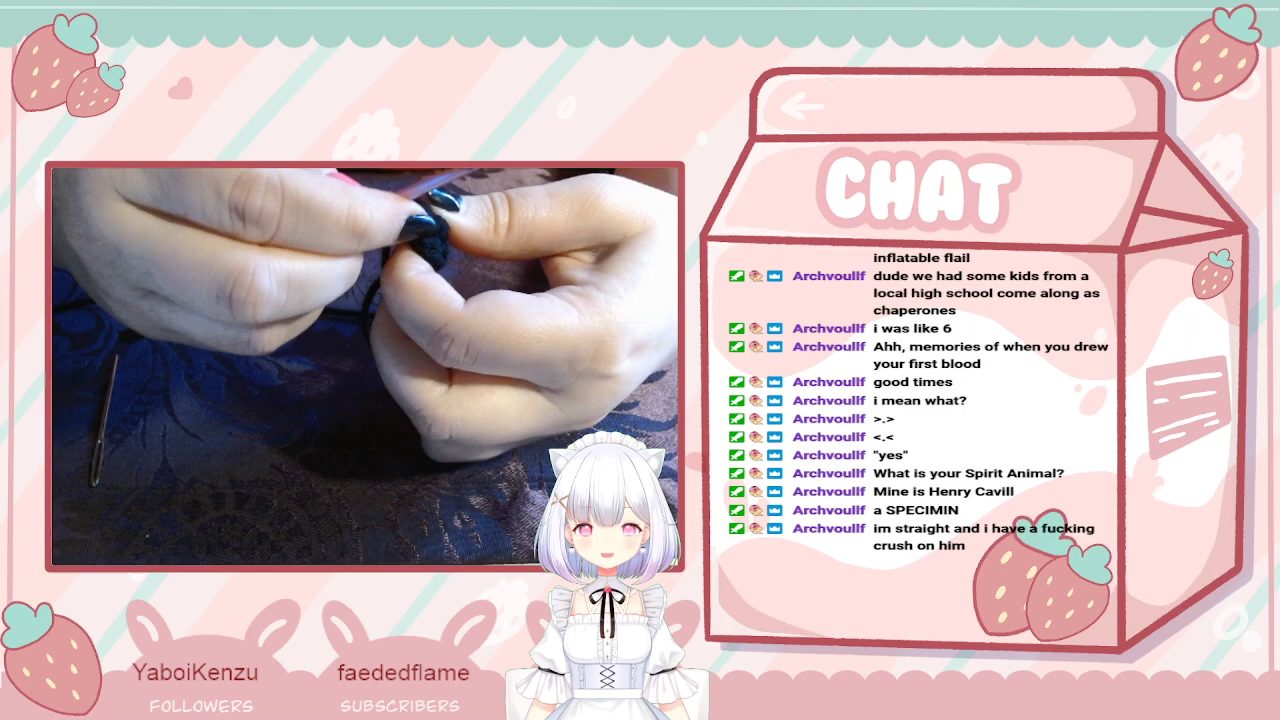 CHAT
inflatable flail
Archvoullf dude we had some kids from a
local high school come along as
chaperones
Archvoullf i was like 6
Archvoullf Ahh, memories of when you drew
your first blood
Archvoullf good times
Archvoullf i mean what?
Archvoullf >.>
Archvoullf <.<
Archvoullf "yes"
Archvoullf What is your Spirit Animal?
Archvoullf Mine is Henry Cavill
Archvoullf a SPECIMIN
Archvoullf im straight and i have a fucking
crush on him
YaboiKenzu
FOLLOWERS
faededflame
SUBSCRIBERS